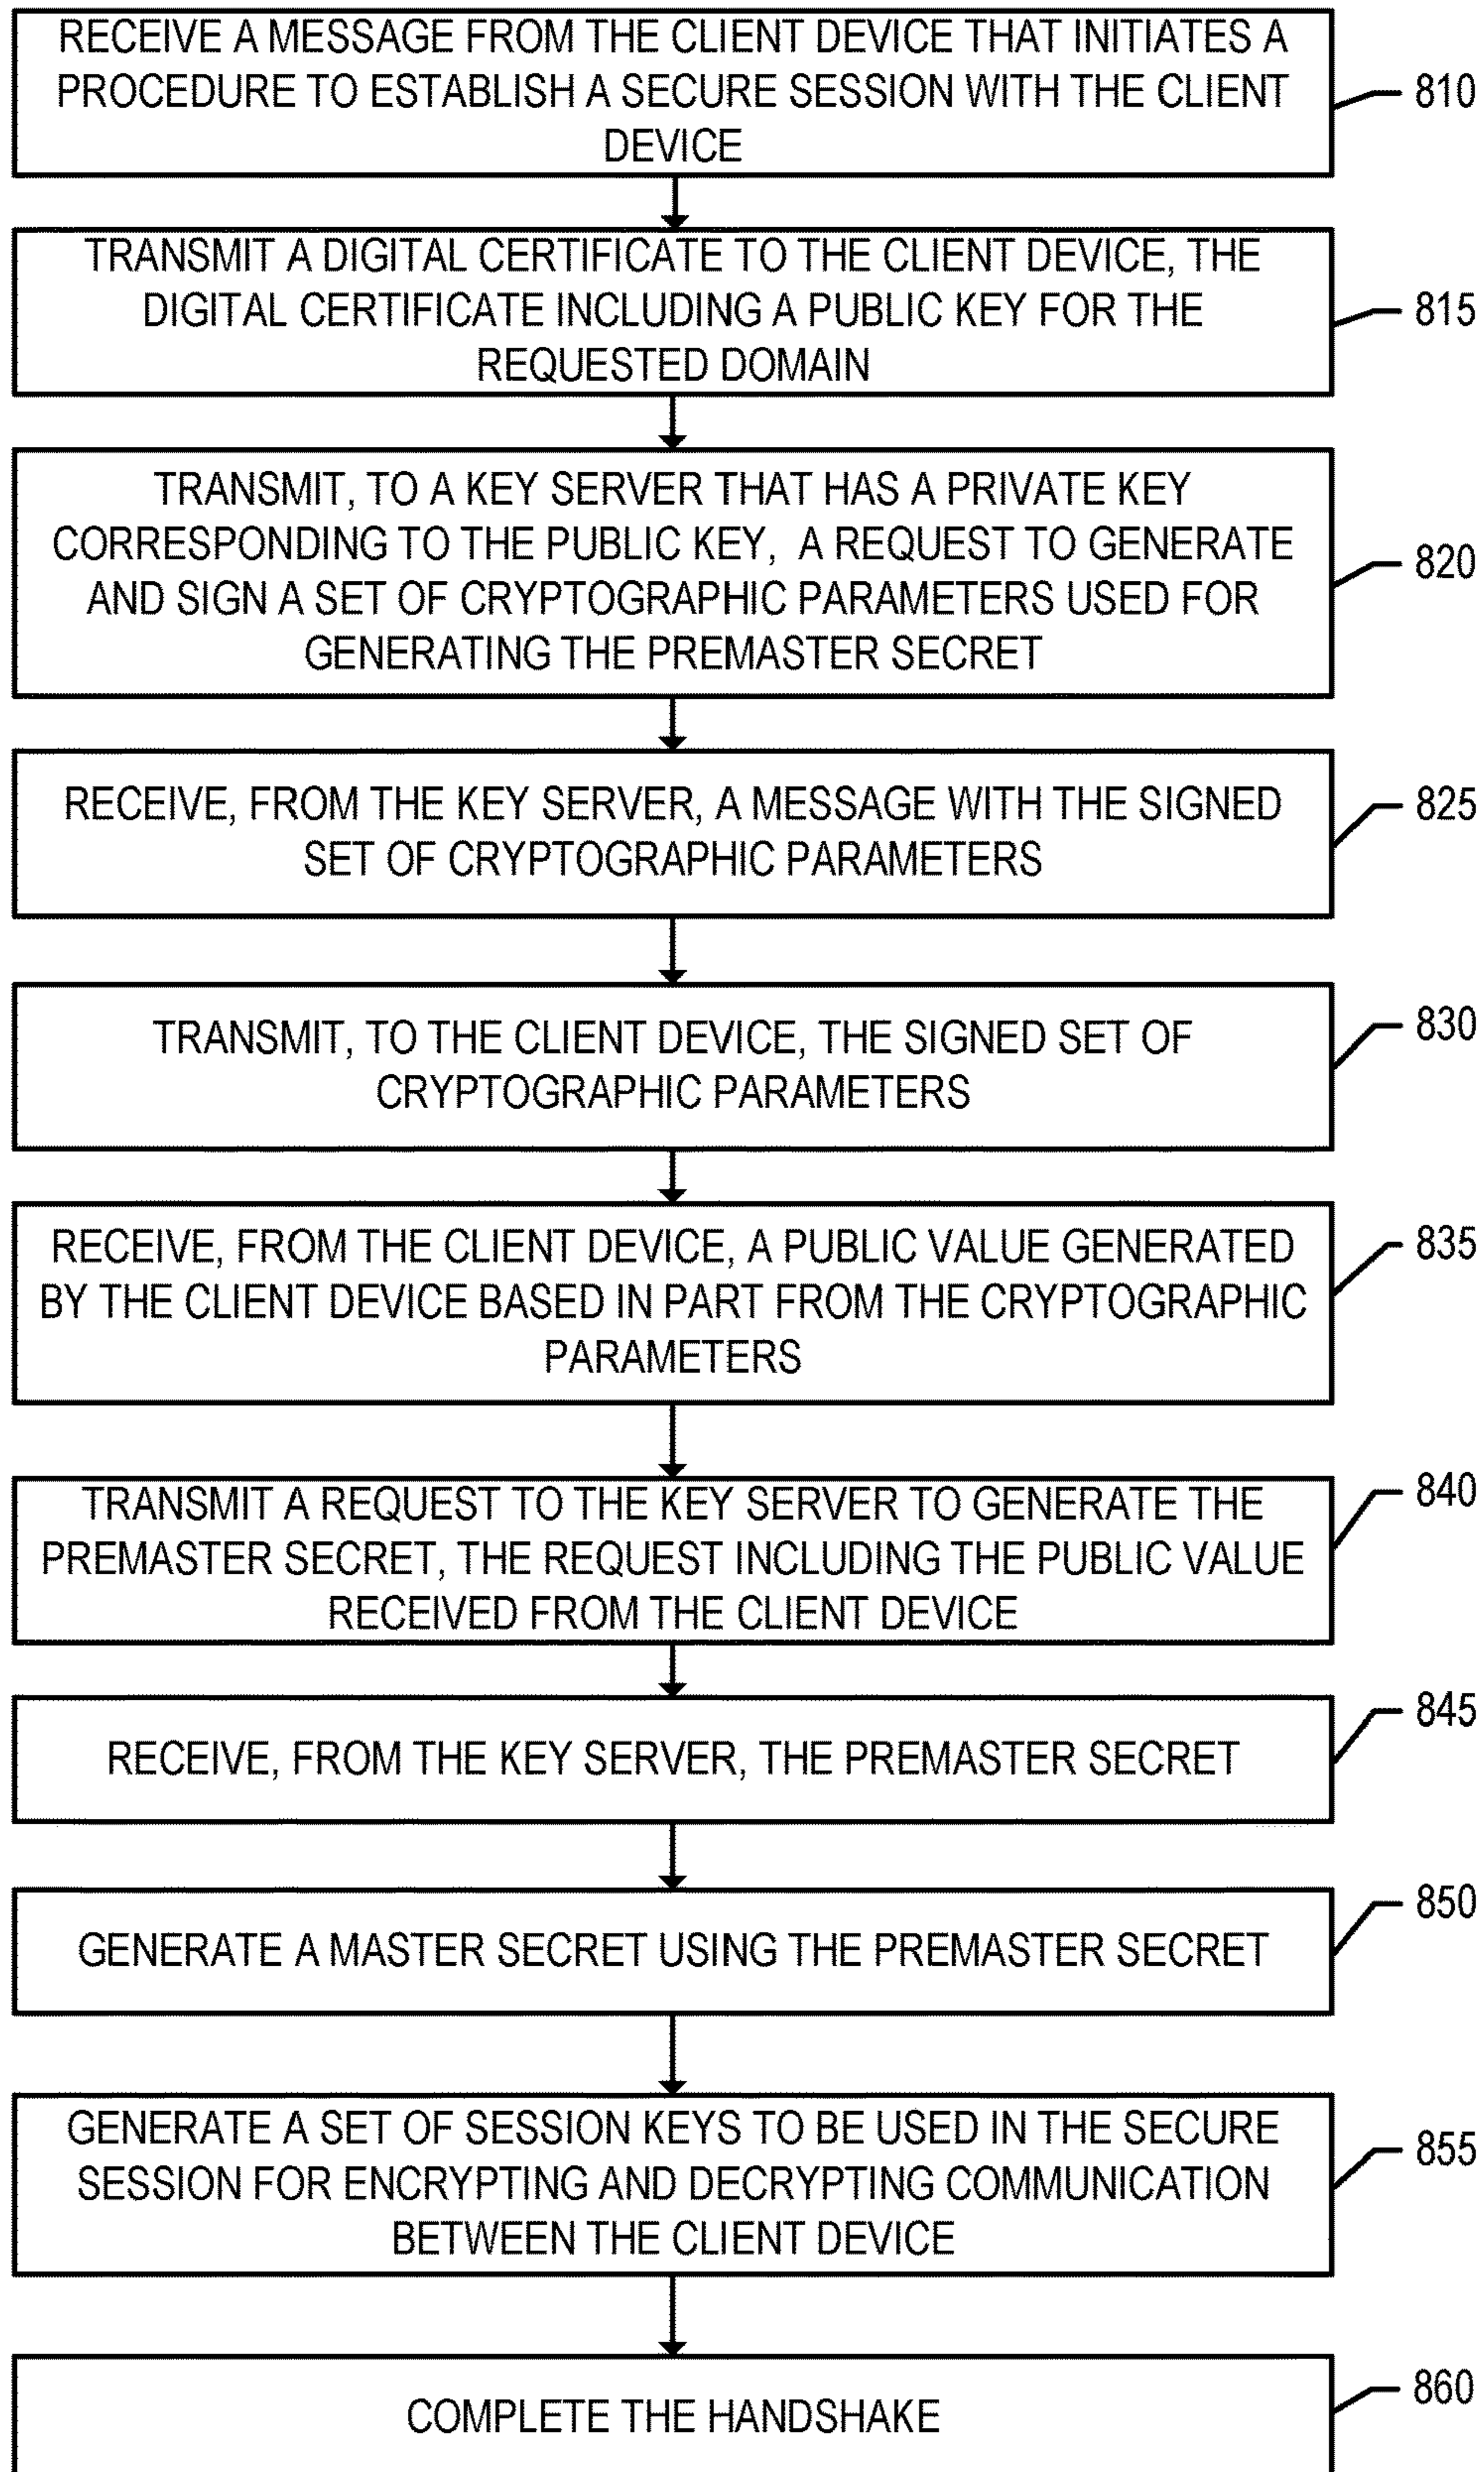 RECEIVE A MESSAGE FROM THE CLIENT DEVICE THAT INITIATES A
PROCEDURE TO ESTABLISH A SECURE SESSION WITH THE CLIENT
DEVICE
810
TRANSMIT A DIGITAL CERTIFICATE TO THE CLIENT DEVICE, THE
DIGITAL CERTIFICATE INCLUDING A PUBLIC KEY FOR THE
REQUESTED DOMAIN
815
TRANSMIT, TO A KEY SERVER THAT HAS A PRIVATE KEY
CORRESPONDING TO THE PUBLIC KEY, A REQUEST TO GENERATE
AND SIGN A SET OF CRYPTOGRAPHIC PARAMETERS USED FOR
GENERATING THE PREMASTER SECRET
820
RECEIVE, FROM THE KEY SERVER, A MESSAGE WITH THE SIGNED
SET OF CRYPTOGRAPHIC PARAMETERS
825
TRANSMIT, TO THE CLIENT DEVICE, THE SIGNED SET OF
CRYPTOGRAPHIC PARAMETERS
830
RECEIVE, FROM THE CLIENT DEVICE, A PUBLIC VALUE GENERATED
BY THE CLIENT DEVICE BASED IN PART FROM THE CRYPTOGRAPHIC
PARAMETERS
835
TRANSMIT A REQUEST TO THE KEY SERVER TO GENERATE THE
PREMASTER SECRET, THE REQUEST INCLUDING THE PUBLIC VALUE
RECEIVED FROM THE CLIENT DEVICE
840
RECEIVE, FROM THE KEY SERVER, THE PREMASTER SECRET
845
GENERATE A MASTER SECRET USING THE PREMASTER SECRET
850
GENERATE A SET OF SESSION KEYS TO BE USED IN THE SECURE
SESSION FOR ENCRYPTING AND DECRYPTING COMMUNICATION
BETWEEN THE CLIENT DEVICE
855
COMPLETE THE HANDSHAKE
860